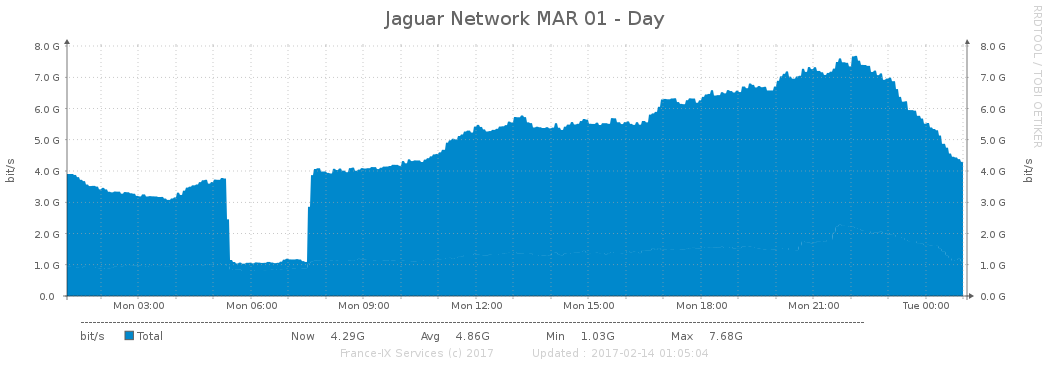 Jaguar Network MAR 01 - Day
RRDTOOL / TOBI OETIKER
8.0 G 8.0 G
7.0 G 7.0 G
6.0 G 6.0 G
5.0 G 5.0 G
4.0 G 4.0 G
3.0 G 3.0 G
2.0 G 2.0 G
1.0 G 1.0 G
0.0 0.0 G
bit/s
bit/s
Mon 03:00 Mon 06:00 Mon 09:00 Mon 12:00 Mon 15:00 Mon 18:00 Mon 21:00 Tue 00:00
bit/s Total Now 4.29G Avg 4.86G Min 1.03G Max 7.68G
France-IX Services (c) 2017 Updated : 2017-02-14 01:05:04